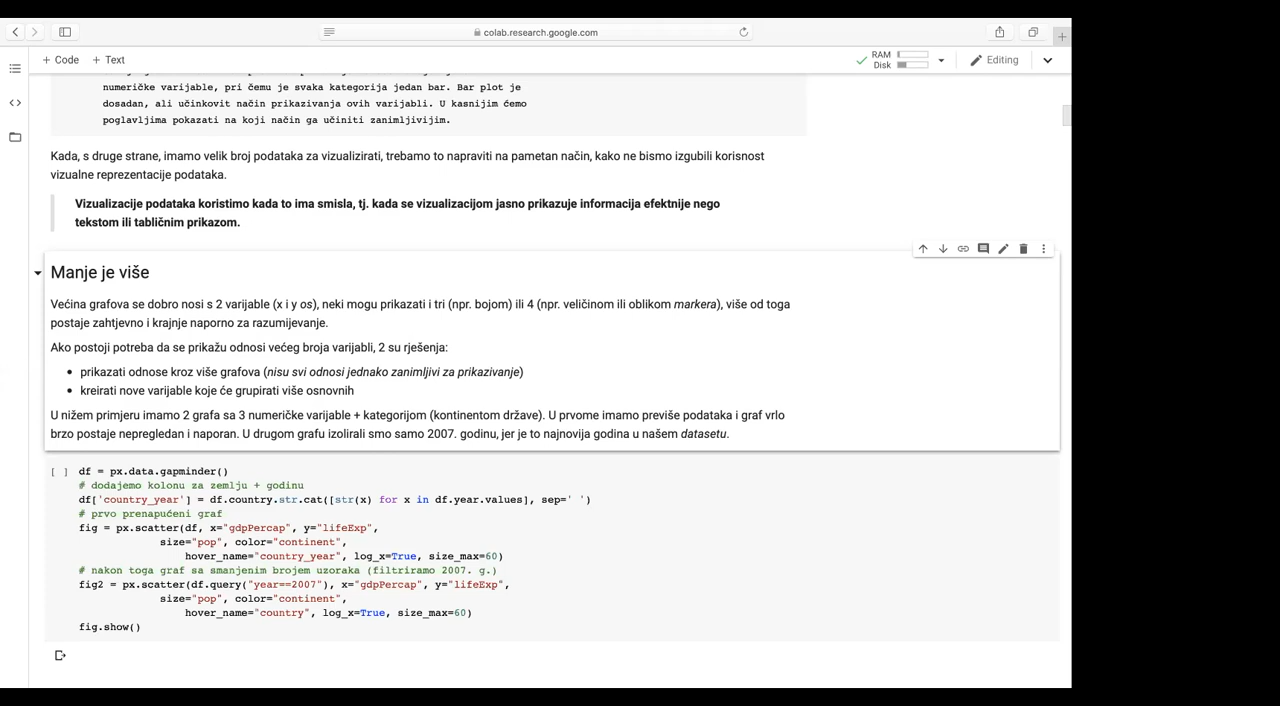 colab.research.google.com
+ Code + Text
RAM
Disk
Editing
numeričke varijable, pri čemu je svaka kategorija jedan bar. Bar plot je
dosadan, ali učinkovit način prikazivanja ovih varijabli. U kasnijim ćemo
poglavljima pokazati na koji način ga učiniti zanimljivijim.
Kada, s druge strane, imamo velik broj podataka za vizualizirati, trebamo to napraviti na pametan način, kako ne bismo izgubili korisnost
vizualne reprezentacije podataka.
Vizualizacije podataka koristimo kada to ima smisla, tj. kada se vizualizacijom jasno prikazuje informacija efektnije nego
tekstom ili tabličnim prikazom.
Manje je više
Većina grafova se dobro nosi s 2 varijable (x i y os), neki mogu prikazati i tri (npr. bojom) ili 4 (npr. veličinom ili oblikom markera), više od toga
postaje zahtjevno i krajnje naporno za razumijevanje.
Ako postoji potreba da se prikažu odnosi većeg broja varijabli, 2 su rješenja:
• prikazati odnose kroz više grafova (nisu svi odnosi jednako zanimljivi za prikazivanje)
• kreirati nove varijable koje će grupirati više osnovnih
U nižem primjeru imamo 2 grafa sa 3 numeričke varijable + kategorijom (kontinentom države). U prvome imamo previše podataka i graf vrlo
brzo postaje nepregledan i naporan. U drugom grafu izolirali smo samo 2007. godinu, jer je to najnovija godina u našem datasetu.
[ ] df = px.data.gapminder()
# dodajemo kolonu za zemlju + godinu
df['country_year'] = df.country.str.cat([str(x) for x in df.year.values], sep=' ')
# prvo prenapučeni graf
fig = px.scatter(df, x="gdpPercap", y="lifeExp",
size="pop", color="continent",
hover_name="country_year", log_x=True, size_max=60)
# nakon toga graf sa smanjenim brojem uzoraka (filtriramo 2007. g.)
fig2 = px.scatter(df.query("year==2007"), x="gdpPercap", y="lifeExp",
size="pop", color="continent",
hover_name="country", log_x=True, size_max=60)
fig.show()